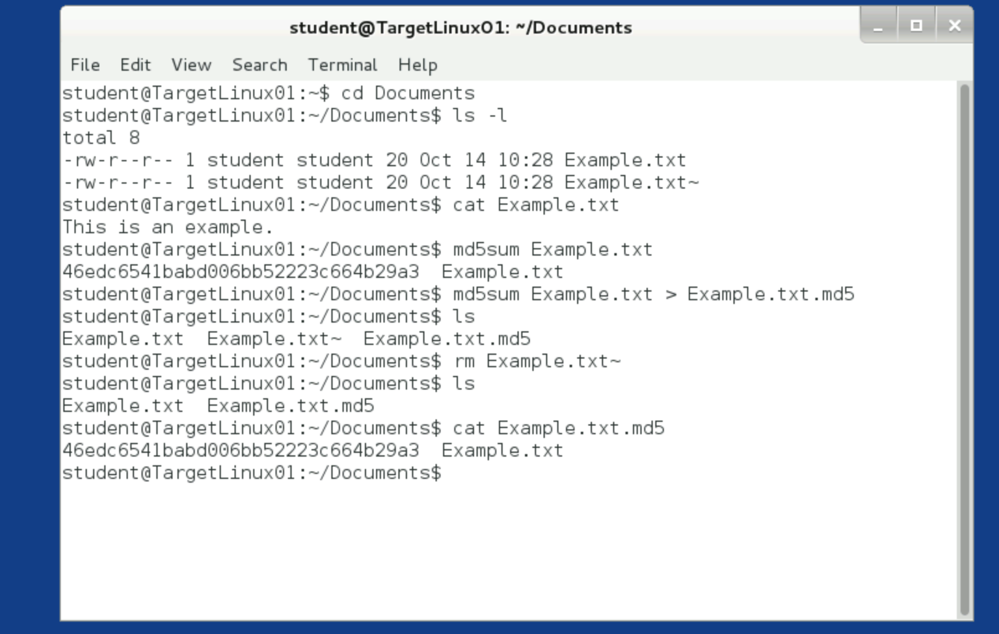 student@TargetLinux01: ~/Documents
File Edit View Search Terminal Help
student@TargetLinux01:~$ cd Documents
student@TargetLinux01:~/Documents$ ls -l
total 8
-rw-r--r-- 1 student student 20 Oct 14 10:28 Example.txt
-rw-r--r-- 1 student student 20 Oct 14 10:28 Example.txt~
student@TargetLinux01:~/Documents$ cat Example.txt
This is an example.
student@TargetLinux01:~/Documents$ md5sum Example.txt
46edc6541babd006bb52223c664b29a3  Example.txt
student@TargetLinux01:~/Documents$ md5sum Example.txt > Example.txt.md5
student@TargetLinux01:~/Documents$ ls
Example.txt  Example.txt~  Example.txt.md5
student@TargetLinux01:~/Documents$ rm Example.txt~
student@TargetLinux01:~/Documents$ ls
Example.txt  Example.txt.md5
student@TargetLinux01:~/Documents$ cat Example.txt.md5
46edc6541babd006bb52223c664b29a3  Example.txt
student@TargetLinux01:~/Documents$